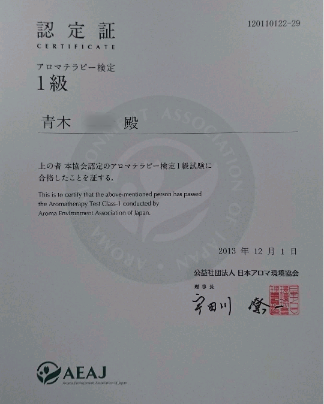 認定証
120110122-29
CERTIFICATE
アロマテラピー検定
1級
青木 殿
上の者 本協会認定のアロマテラピー検定1級試験に
合格したことを証する.
This is to certify that the above-mentioned person has passed
the Aromatherapy Test Class-1 conducted by
Aroma Environment Association of Japan.
2013 年 12 月 1 日
公益社団法人 日本アロマ環境協会
理事長
AEAJ
Aroma Environment Association of Japan